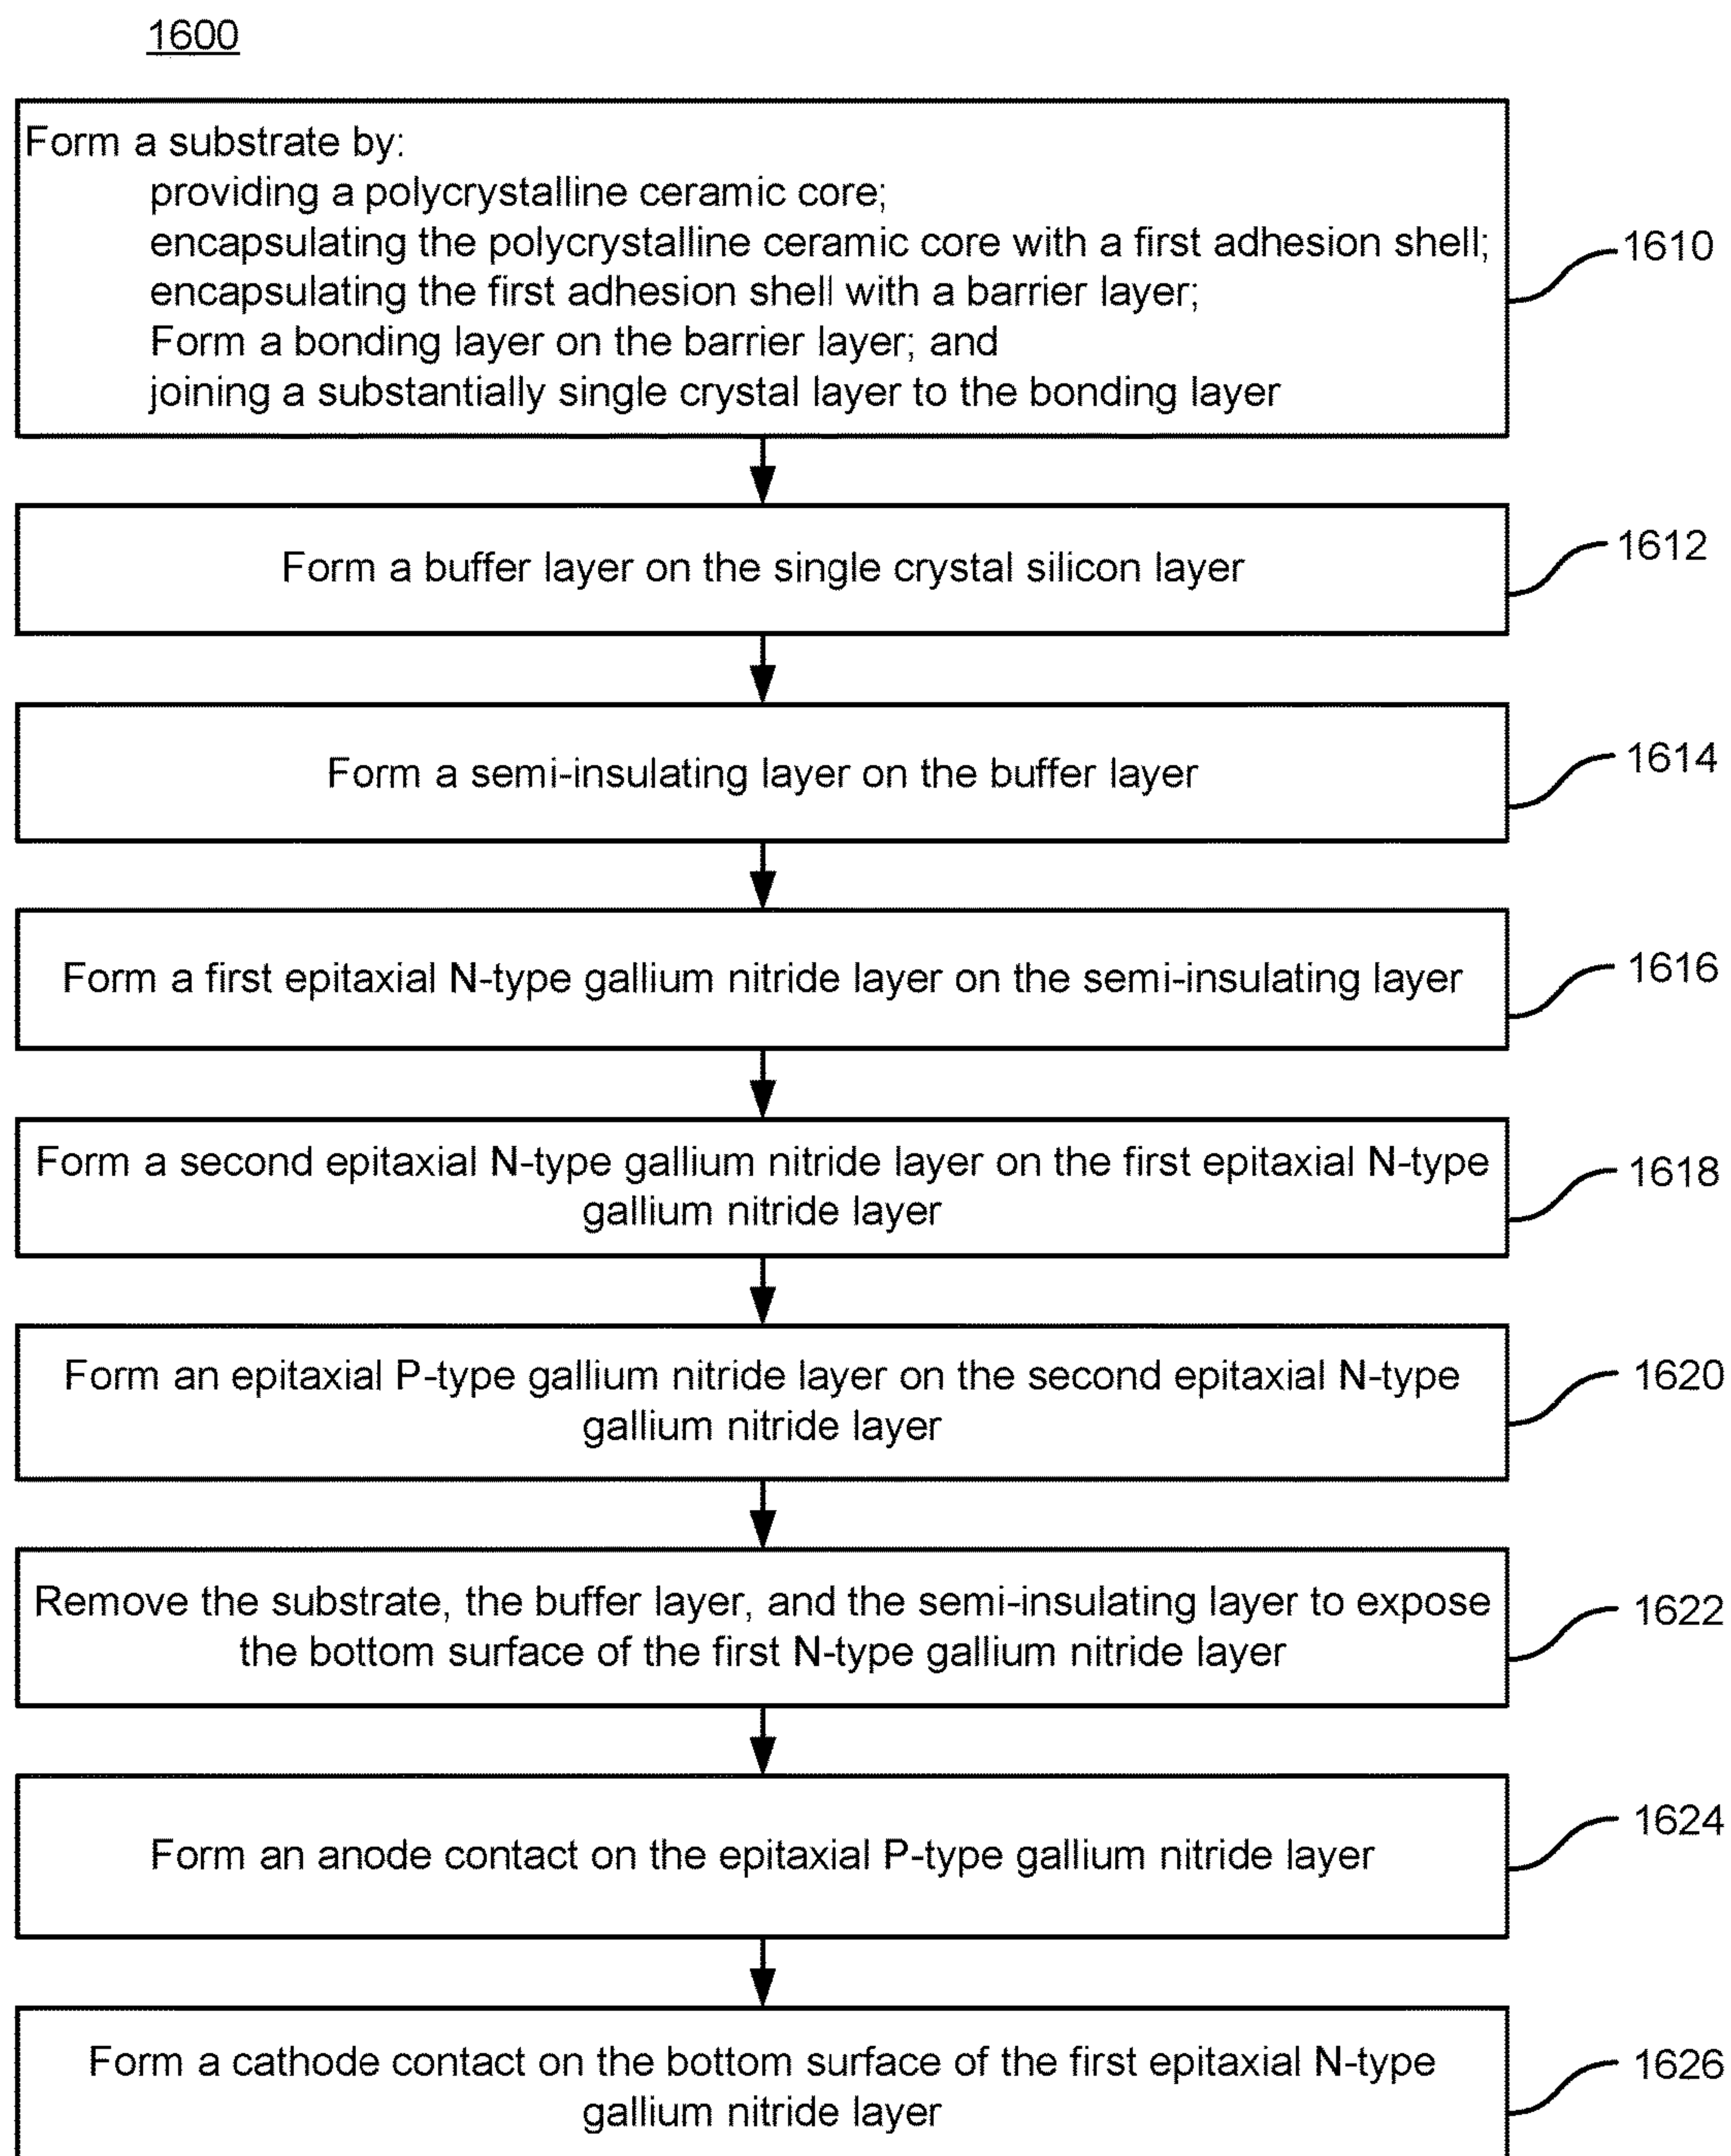 1600
Form a substrate by:
providing a polycrystalline ceramic core;
encapsulating the polycrystalline ceramic core with a first adhesion shell;
encapsulating the first adhesion shell with a barrier layer;
Form a bonding layer on the barrier layer; and
joining a substantially single crystal layer to the bonding layer
1610
Form a buffer layer on the single crystal silicon layer
1612
Form a semi-insulating layer on the buffer layer
1614
Form a first epitaxial N-type gallium nitride layer on the semi-insulating layer
1616
Form a second epitaxial N-type gallium nitride layer on the first epitaxial N-type
gallium nitride layer
1618
Form an epitaxial P-type gallium nitride layer on the second epitaxial N-type
gallium nitride layer
1620
Remove the substrate, the buffer layer, and the semi-insulating layer to expose
the bottom surface of the first N-type gallium nitride layer
1622
Form an anode contact on the epitaxial P-type gallium nitride layer
1624
Form a cathode contact on the bottom surface of the first epitaxial N-type
gallium nitride layer
1626